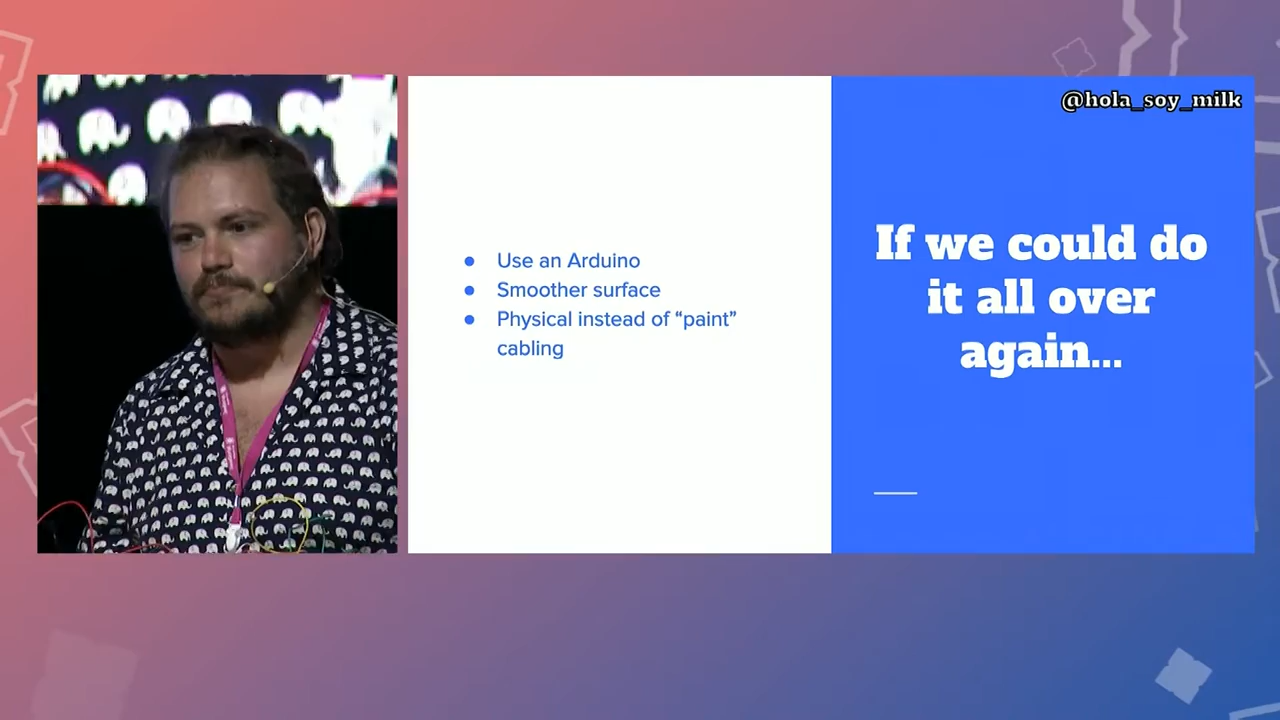 @hola_soy_milk
● Use an Arduino
● Smoother surface
● Physical instead of “paint”
cabling
If we could do
it all over
again...